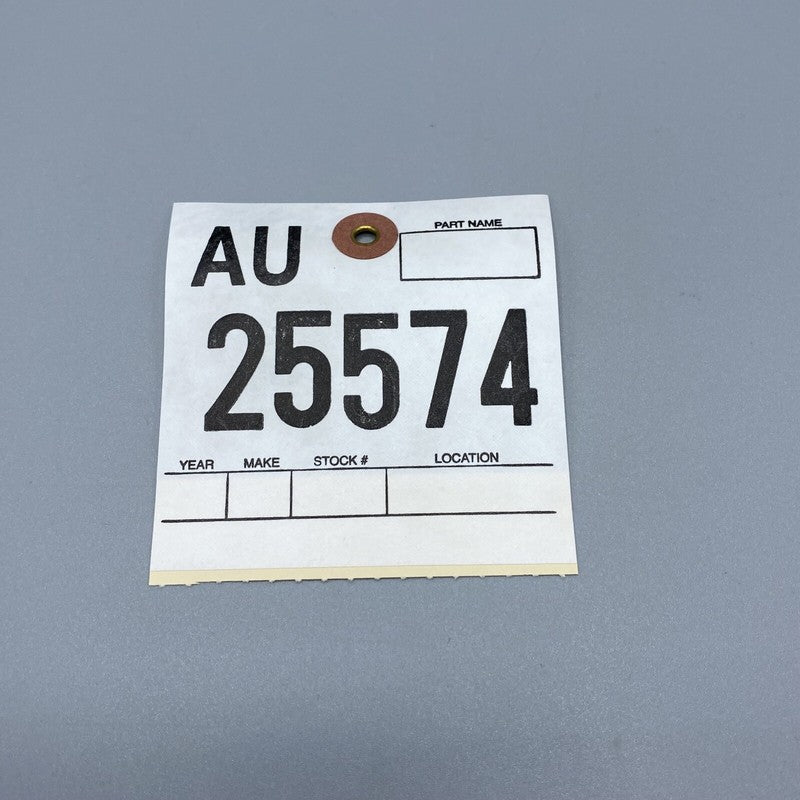 AU
PART NAME
25574
YEAR MAKE STOCK # LOCATION